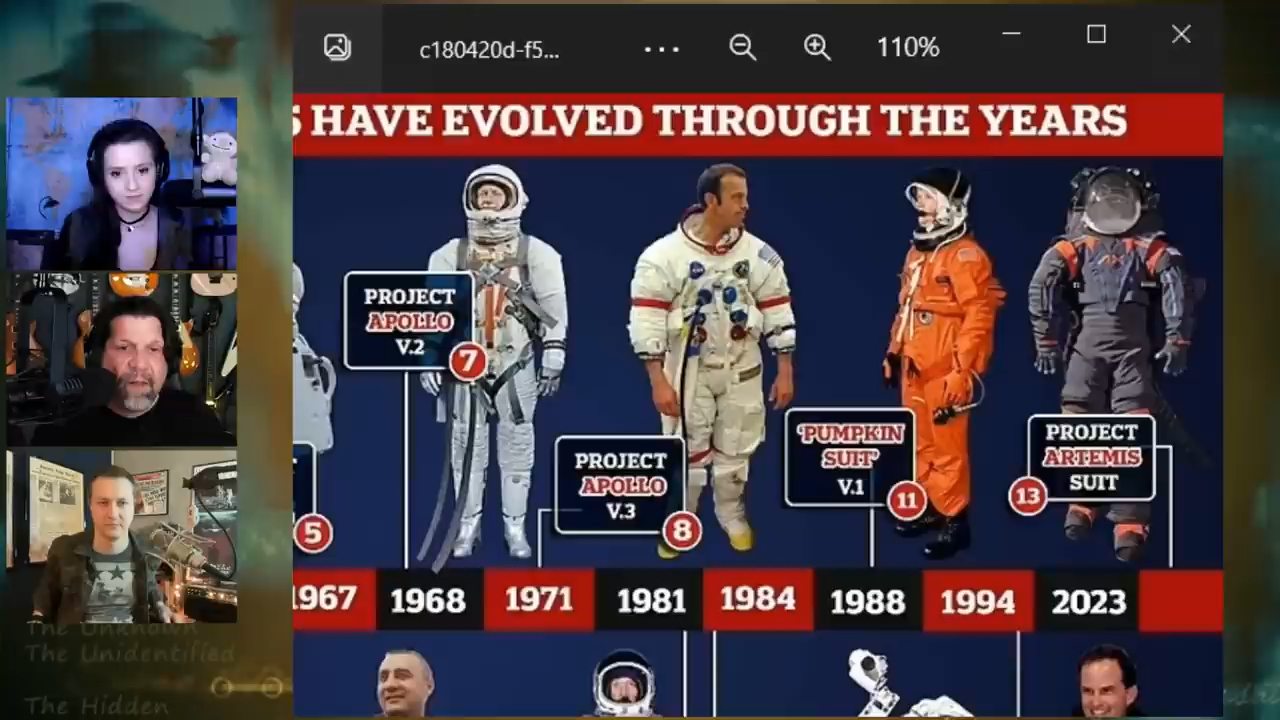 c180420d-f5...
110%
S HAVE EVOLVED THROUGH THE YEARS
PROJECT
APOLLO
V.2
7
PROJECT
APOLLO
V.3
8
'PUMPKIN
SUIT'
V.1
11
PROJECT
ARTEMIS
SUIT
13
5
1967
1968
1971
1981
1984
1988
1994
2023
The Unknown
The Unidentified
The Hidden